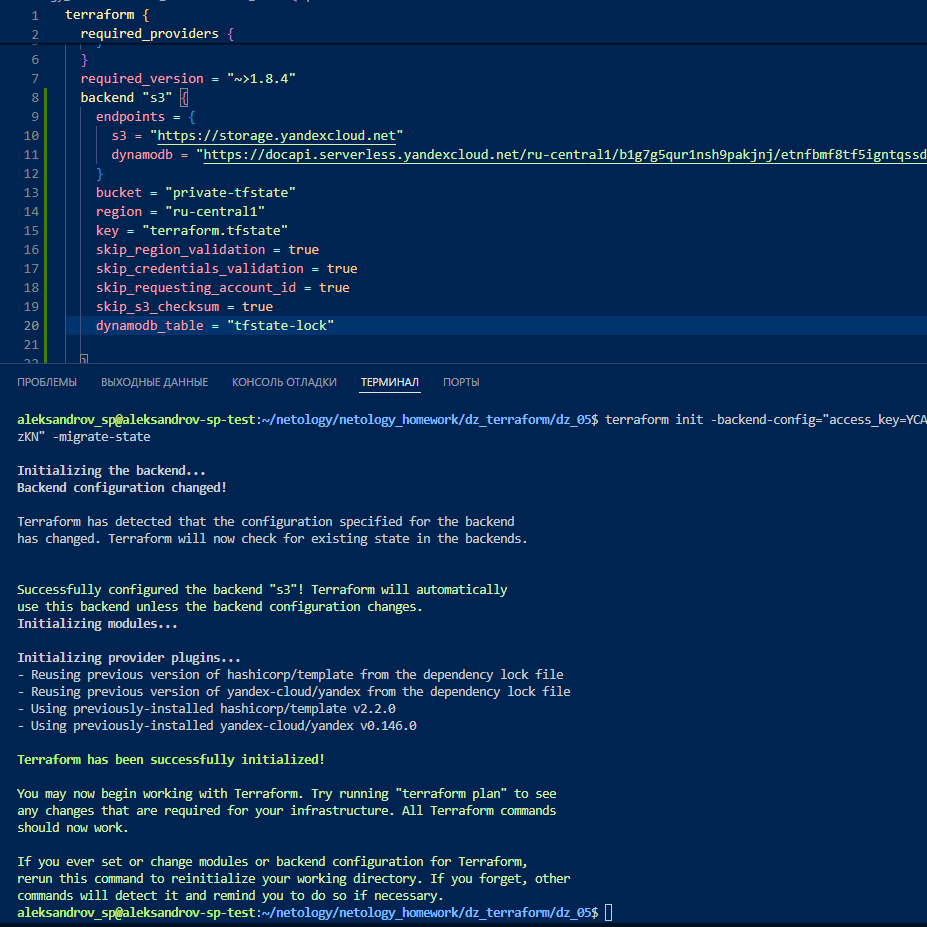 1 terraform {
2 required_providers {
6 }
7 required_version = "~>1.8.4"
8 backend "s3" {
9 endpoints = {
10 s3 = "https://storage.yandexcloud.net"
11 dynamodb = "https://docapi.serverless.yandexcloud.net/ru-central1/b1g7g5qur1nsh9pakjnj/etnfbmf8tf5igntqssd
12 }
13 bucket = "private-tfstate"
14 region = "ru-central1"
15 key = "terraform.tfstate"
16 skip_region_validation = true
17 skip_credentials_validation = true
18 skip_requesting_account_id = true
19 skip_s3_checksum = true
20 dynamodb_table = "tfstate-lock"
21
22 }
ПРОБЛЕМЫ ВЫХОДНЫЕ ДАННЫЕ КОНСОЛЬ ОТЛАДКИ ТЕРМИНАЛ ПОРТЫ
aleksandrov_sp@aleksandrov-sp-test:~/netology/netology_homework/dz_terraform/dz_05$ terraform init -backend-config="access_key=YCA
zKN" -migrate-state
Initializing the backend...
Backend configuration changed!
Terraform has detected that the configuration specified for the backend
has changed. Terraform will now check for existing state in the backends.
Successfully configured the backend "s3"! Terraform will automatically
use this backend unless the backend configuration changes.
Initializing modules...
Initializing provider plugins...
- Reusing previous version of hashicorp/template from the dependency lock file
- Reusing previous version of yandex-cloud/yandex from the dependency lock file
- Using previously-installed hashicorp/template v2.2.0
- Using previously-installed yandex-cloud/yandex v0.146.0
Terraform has been successfully initialized!
You may now begin working with Terraform. Try running "terraform plan" to see
any changes that are required for your infrastructure. All Terraform commands
should now work.
If you ever set or change modules or backend configuration for Terraform,
rerun this command to reinitialize your working directory. If you forget, other
commands will detect it and remind you to do so if necessary.
aleksandrov_sp@aleksandrov-sp-test:~/netology/netology_homework/dz_terraform/dz_05$